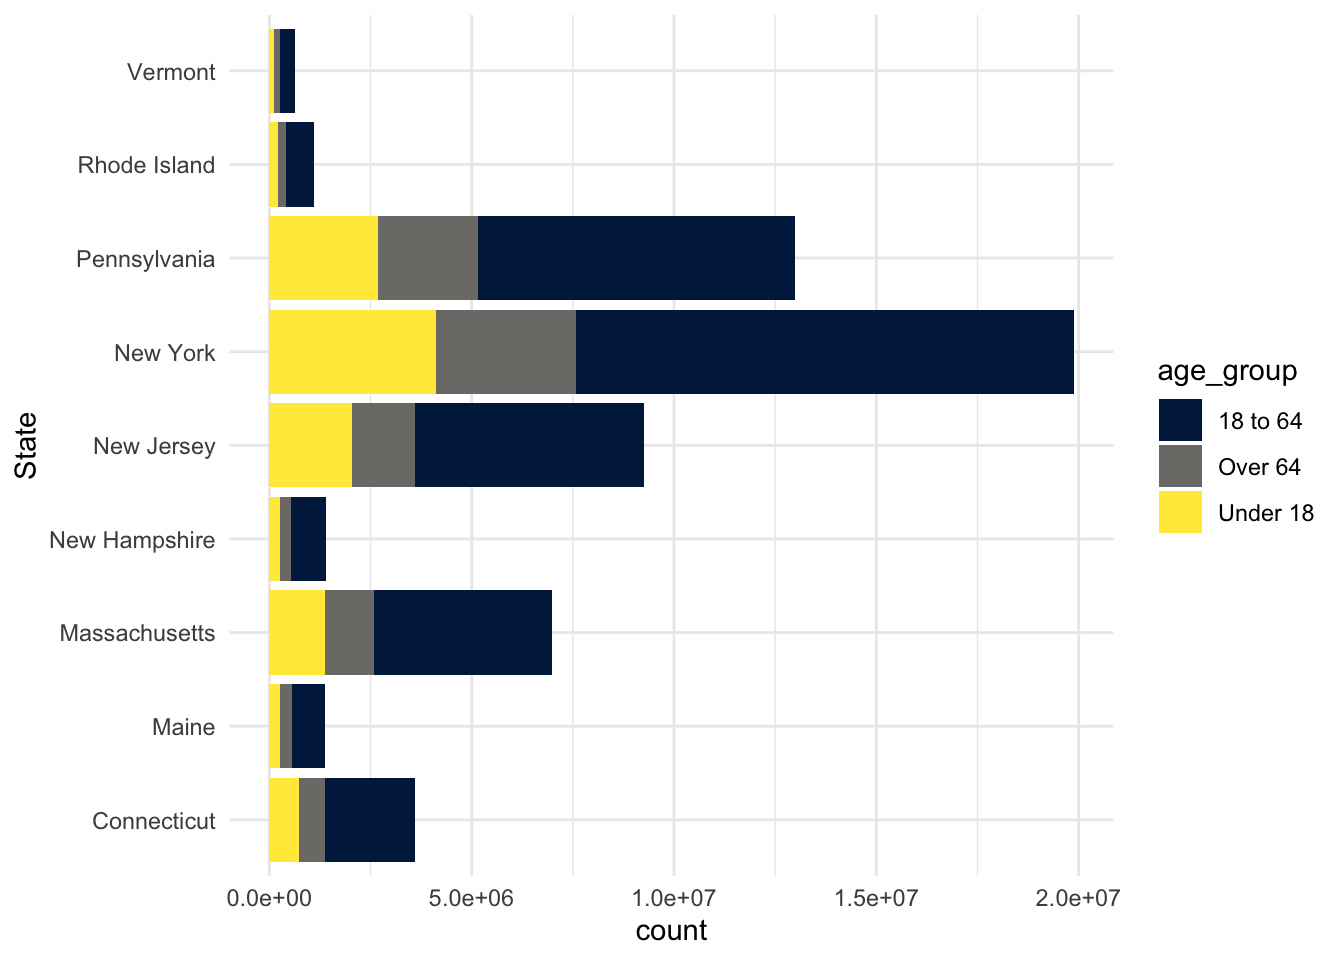 State
Vermont
Rhode Island
Pennsylvania
New York
New Jersey
New Hampshire
Massachusetts
Maine
Connecticut
0.0e+00 5.0e+06 1.0e+07 1.5e+07 2.0e+07
count
age_group
18 to 64
Over 64
Under 18